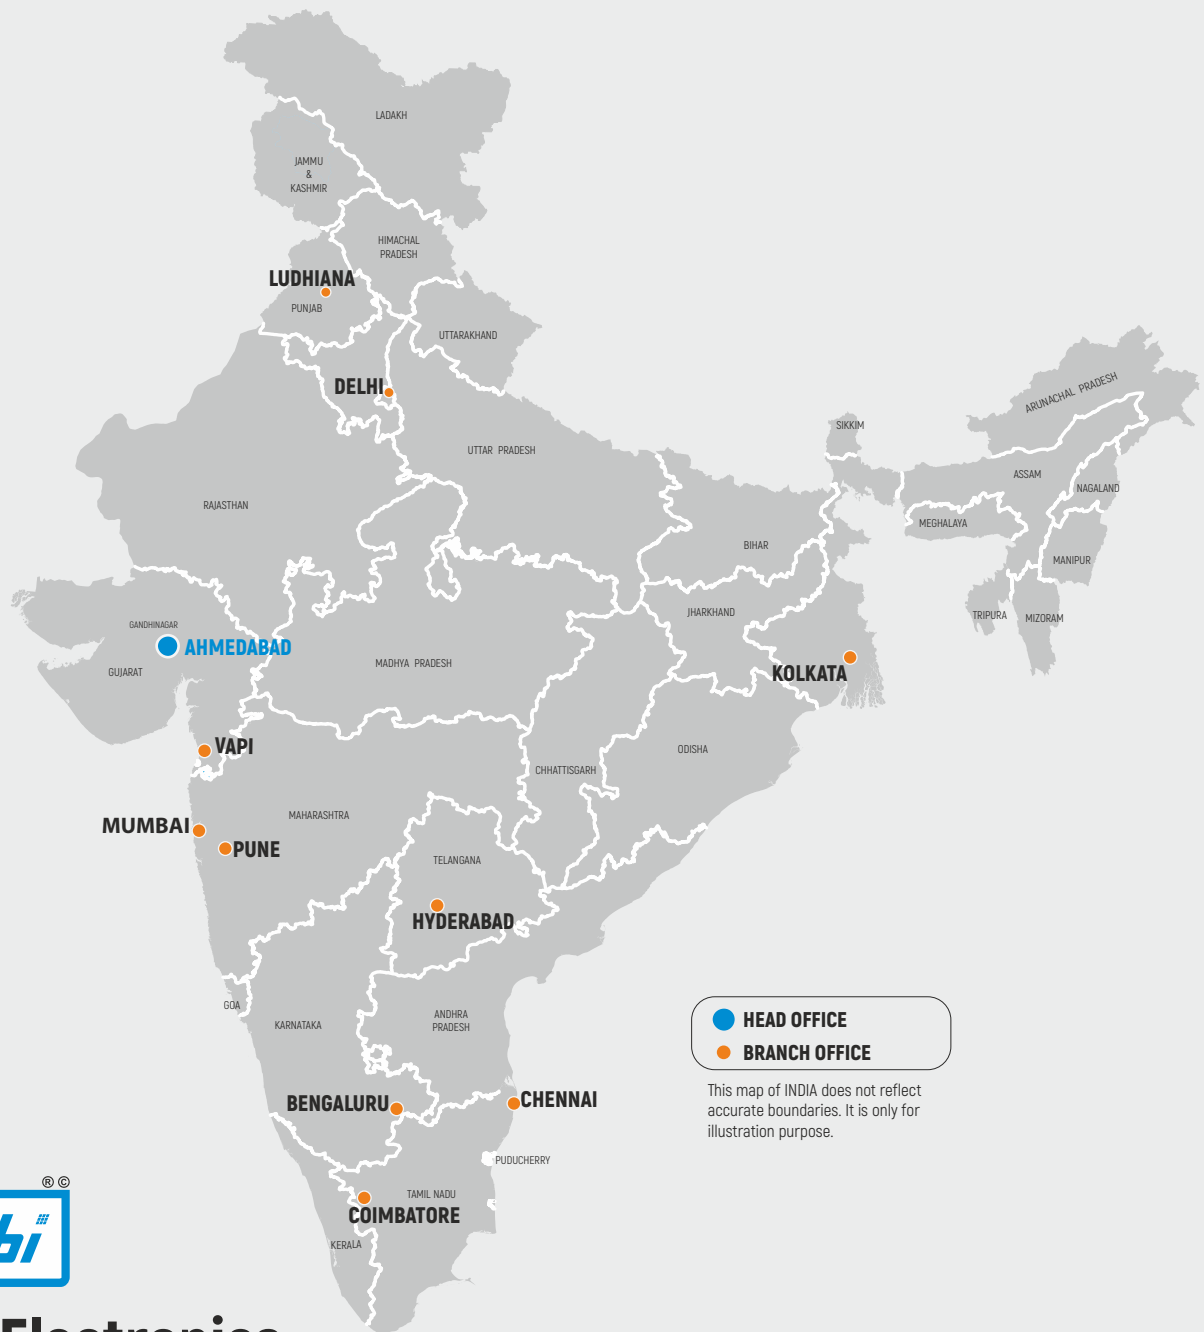 LADAKH
JAMMU
&
KASHMIR
HIMACHAL
PRADESH
LUDHIANA
PUNJAB
UTTARAKHAND
DELHI
ARUNACHAL PRADESH
SIKKIM
UTTAR PRADESH
ASSAM
NAGALAND
RAJASTHAN
MEGHALAYA
BIHAR
MANIPUR
JHARKHAND
TRIPURA
MIZORAM
GANDHINAGAR
AHMEDABAD
MADHYA PRADESH
GUJARAT
KOLKATA
VAPI
ODISHA
CHHATTISGARH
MAHARASHTRA
MUMBAI
PUNE
TELANGANA
HYDERABAD
GOA
KARNATAKA
ANDHRA
PRADESH
HEAD OFFICE
BRANCH OFFICE
This map of INDIA does not reflect
accurate boundaries. It is only for
illustration purpose.
BENGALURU
CHENNAI
PUDUCHERRY
TAMIL NADU
COIMBATORE
KERALA
® ©
bi
Electronics